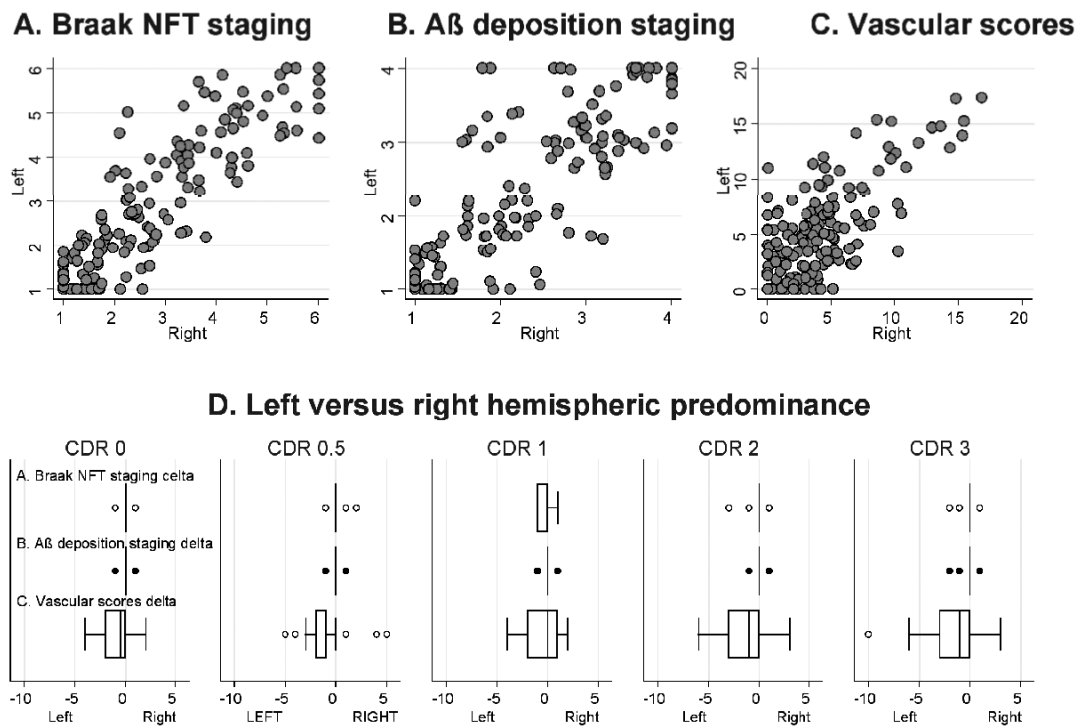 A. Braak NFT staging
B. Aß deposition staging
C. Vascular scores
6
5
4
3
2
1
Left
1 2 3 4 5 6
Right
4
3
2
1
Left
1 2 3 4
Right
20
15
10
5
0
Left
0 5 10 15 20
Right
D. Left versus right hemispheric predominance
CDR 0
CDR 0.5
CDR 1
CDR 2
CDR 3
A. Braak NFT staging delta
B. Aß deposition staging delta
C. Vascular scores delta
-10 -5 0 5
Left Right
-10 -5 0 5
LEFT RIGHT
-10 -5 0 5
Left Right
-10 -5 0 5
Left Right
-10 -5 0 5
Left Right